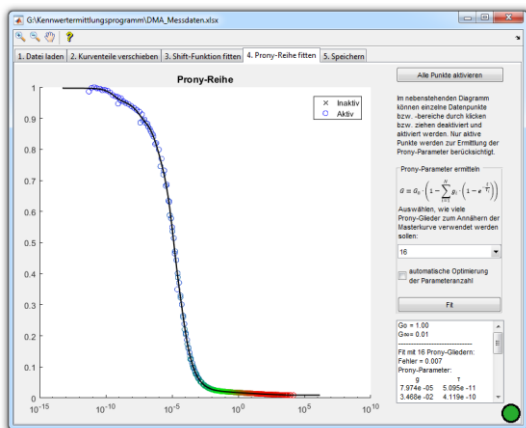 G:\Kennwertermittlungsprogramm\DMA_Messdaten.xlsx
1. Datei laden
2. Kurventeile verschieben
3. Shift-Funktion fitten
4. Prony-Reihe fitten
5. Speichern
Prony-Reihe
Inaktiv
Aktiv
1
0.9
0.8
0.7
0.6
0.5
0.4
0.3
0.2
0.1
0
10^-15
10^-10
10^-5
10^0
10^5
10^10
Alle Punkte aktivieren
Im nebenstehenden Diagramm
können einzelne Datenpunkte
bzw. -bereiche durch klicken
bzw. ziehen deaktiviert und
aktiviert werden. Nur aktive
Punkte werden zur Ermittlung der
Prony-Parameter berücksichtigt.
Prony-Parameter ermitteln
Auswählen, wie viele
Prony-Glieder zum Annähern der
Masterkurve verwendet werden
sollen:
16
automatische Optimierung
der Parameteranzahl
Fit
Go = 1.00
G∞= 0.01
Fit mit 16 Prony-Gliedern:
Fehler = 0.007
Prony-Parameter:
g τ
7.974e -05 5.095e -11
3.468e -02 4.119e -10